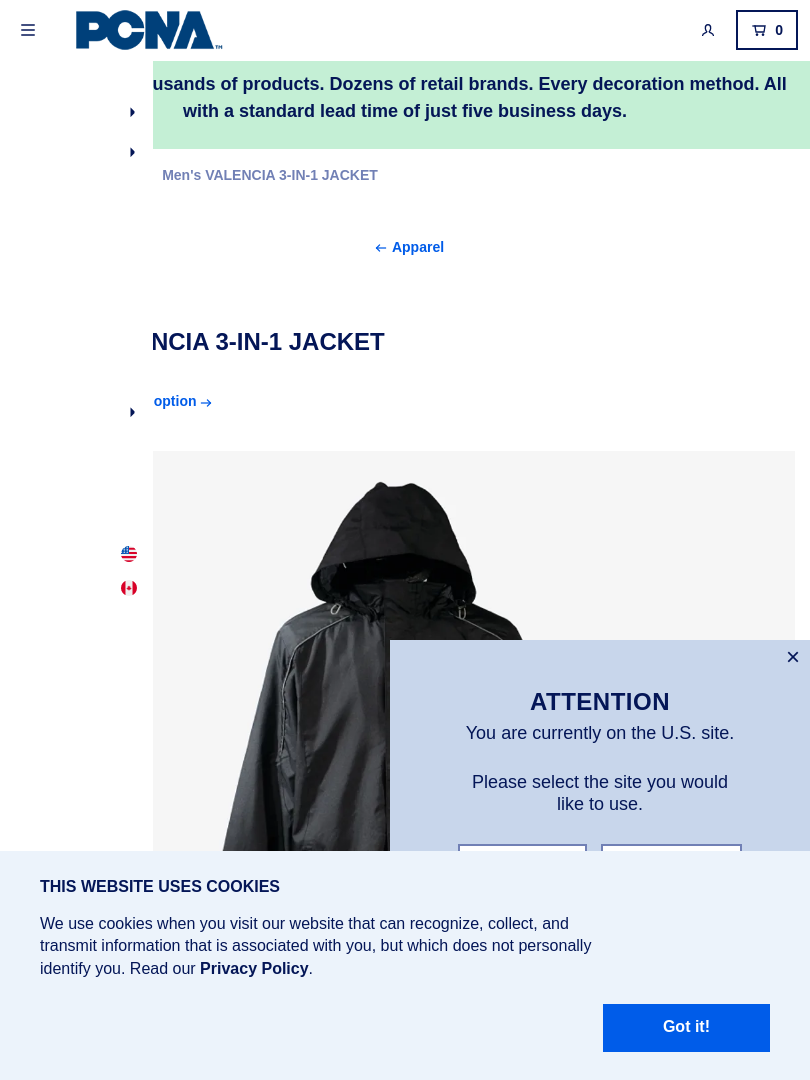 PCNA™
0
usands of products. Dozens of retail brands. Every decoration method. All
with a standard lead time of just five business days.
Men's VALENCIA 3-IN-1 JACKET
← Apparel
NCIA 3-IN-1 JACKET
option →
ATTENTION
You are currently on the U.S. site.
Please select the site you would
like to use.
THIS WEBSITE USES COOKIES
We use cookies when you visit our website that can recognize, collect, and
transmit information that is associated with you, but which does not personally
identify you. Read our Privacy Policy.
Got it!